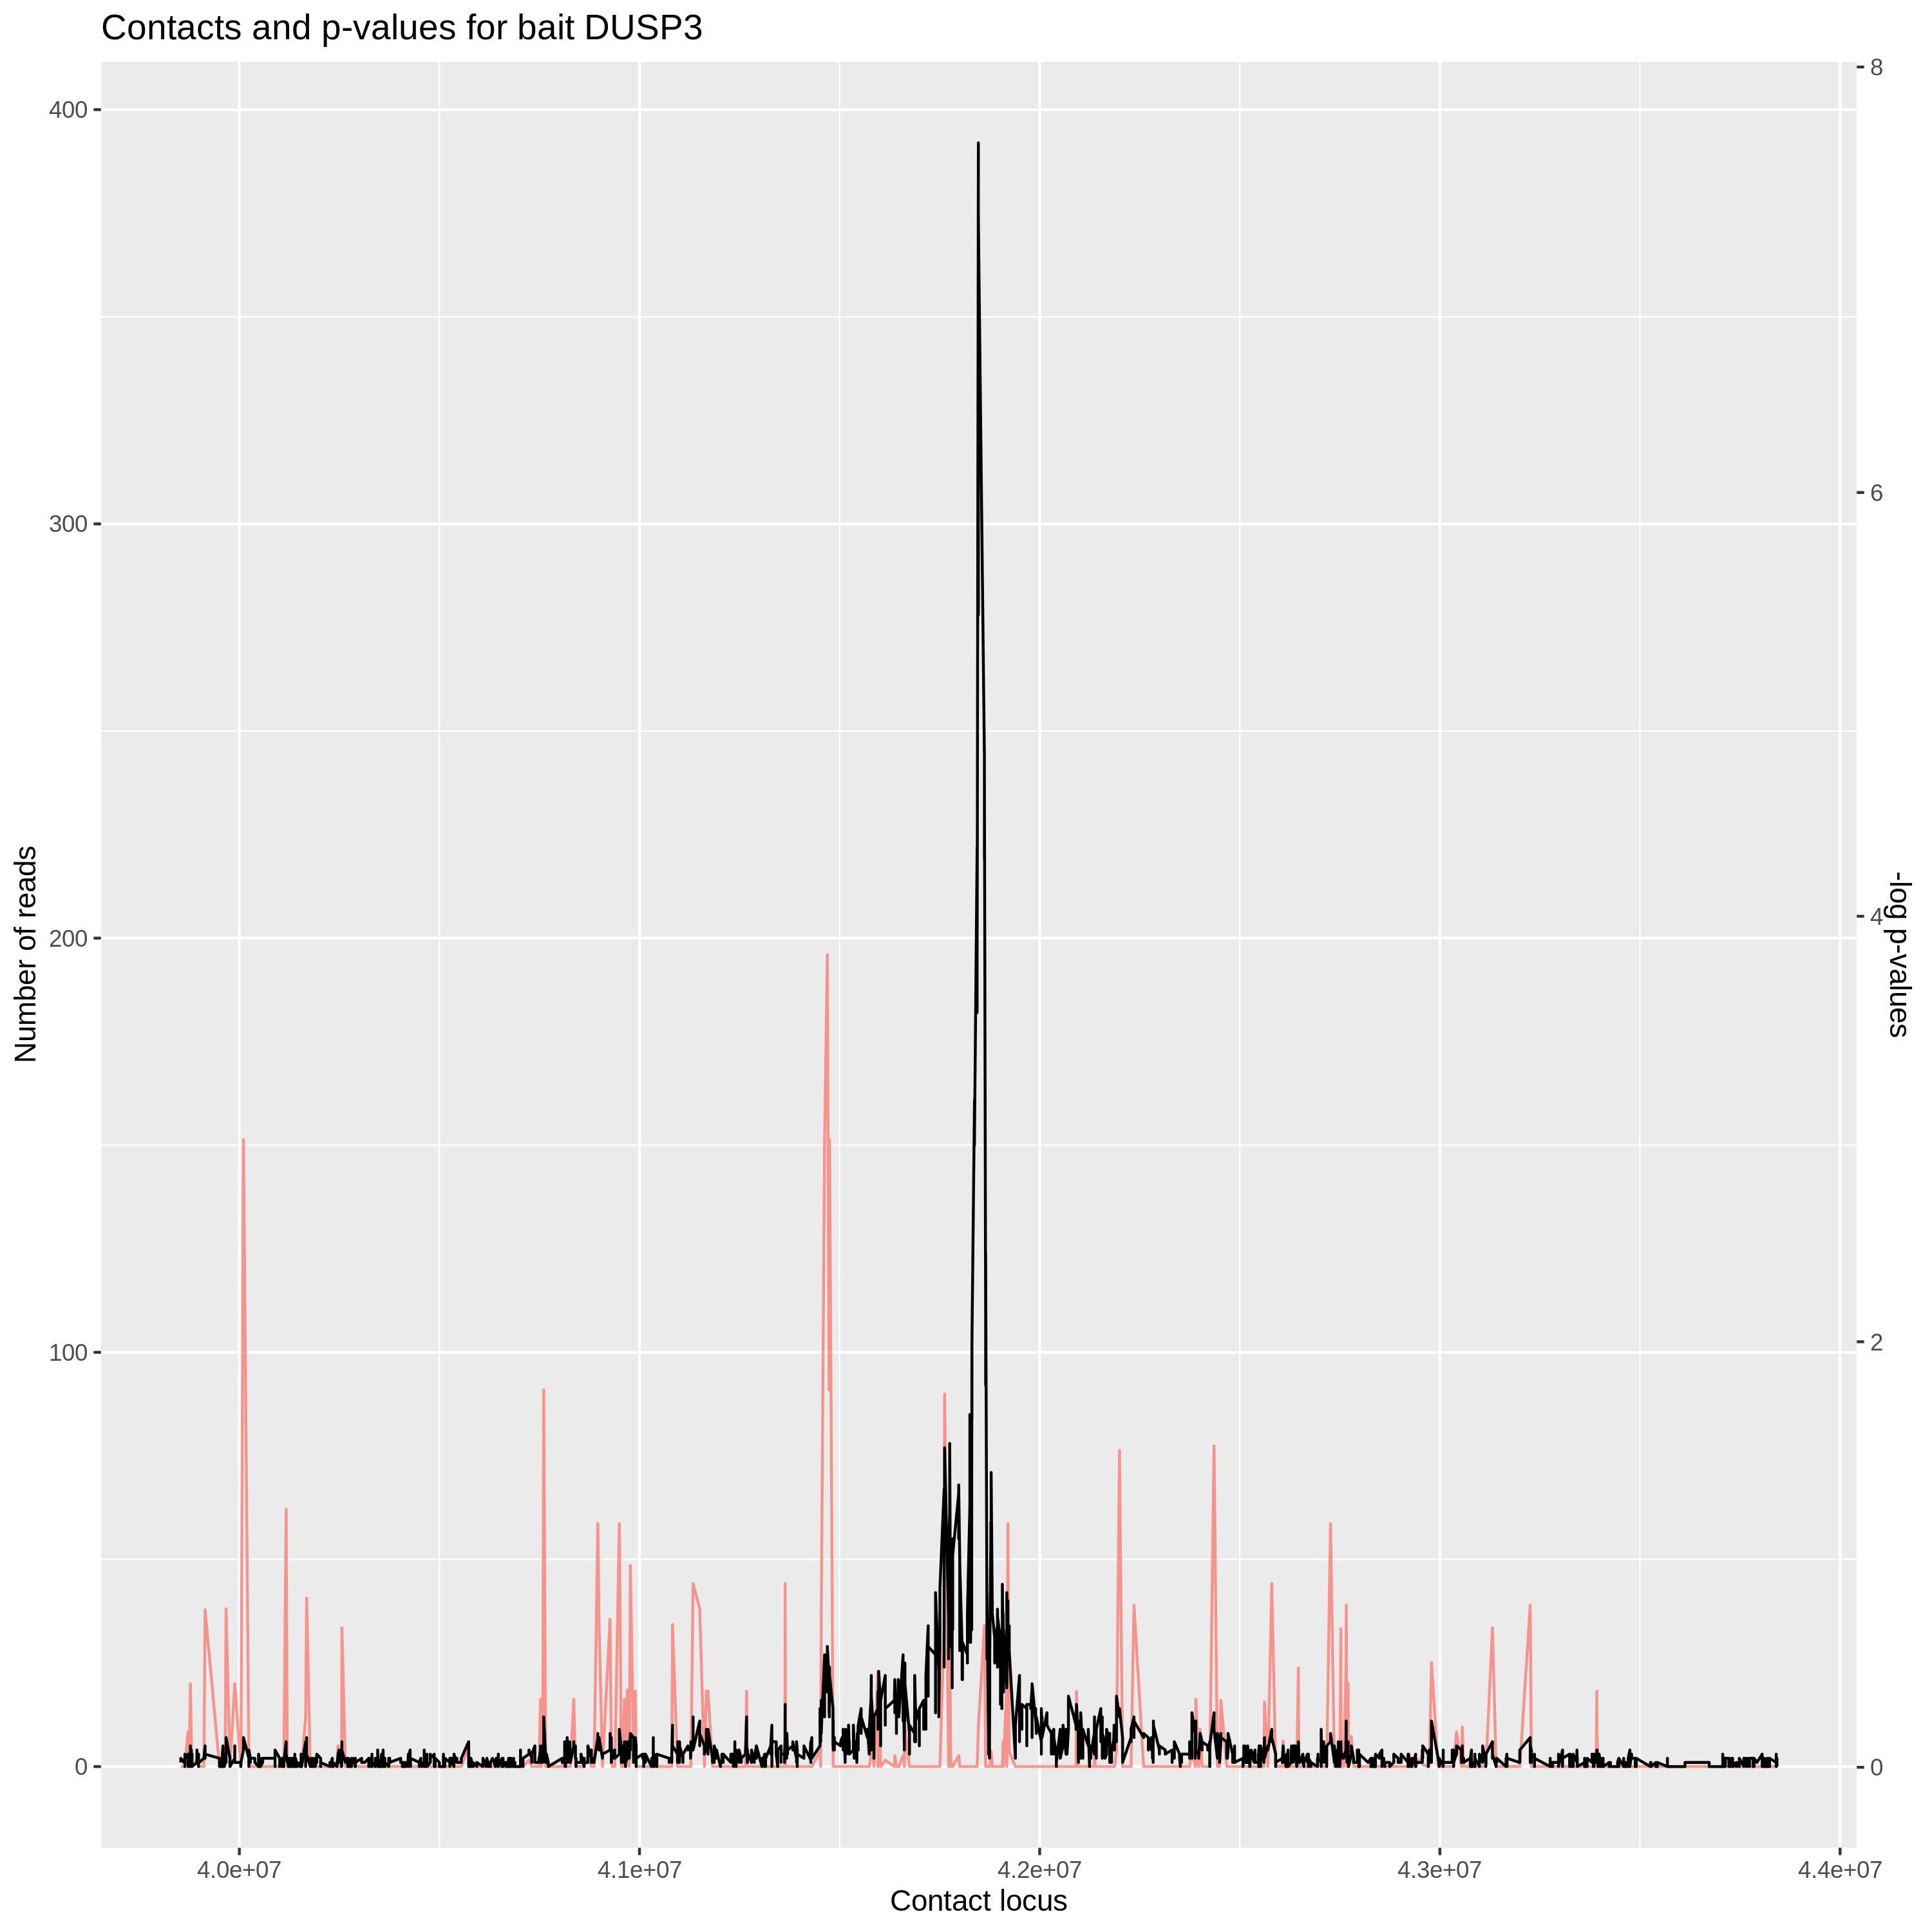 Contacts and p-values for bait DUSP3
400
300
200
100
0
Number of reads
8
6
4
2
0
-log p-values
4.0e+07
4.1e+07
4.2e+07
4.3e+07
4.4e+07
Contact locus